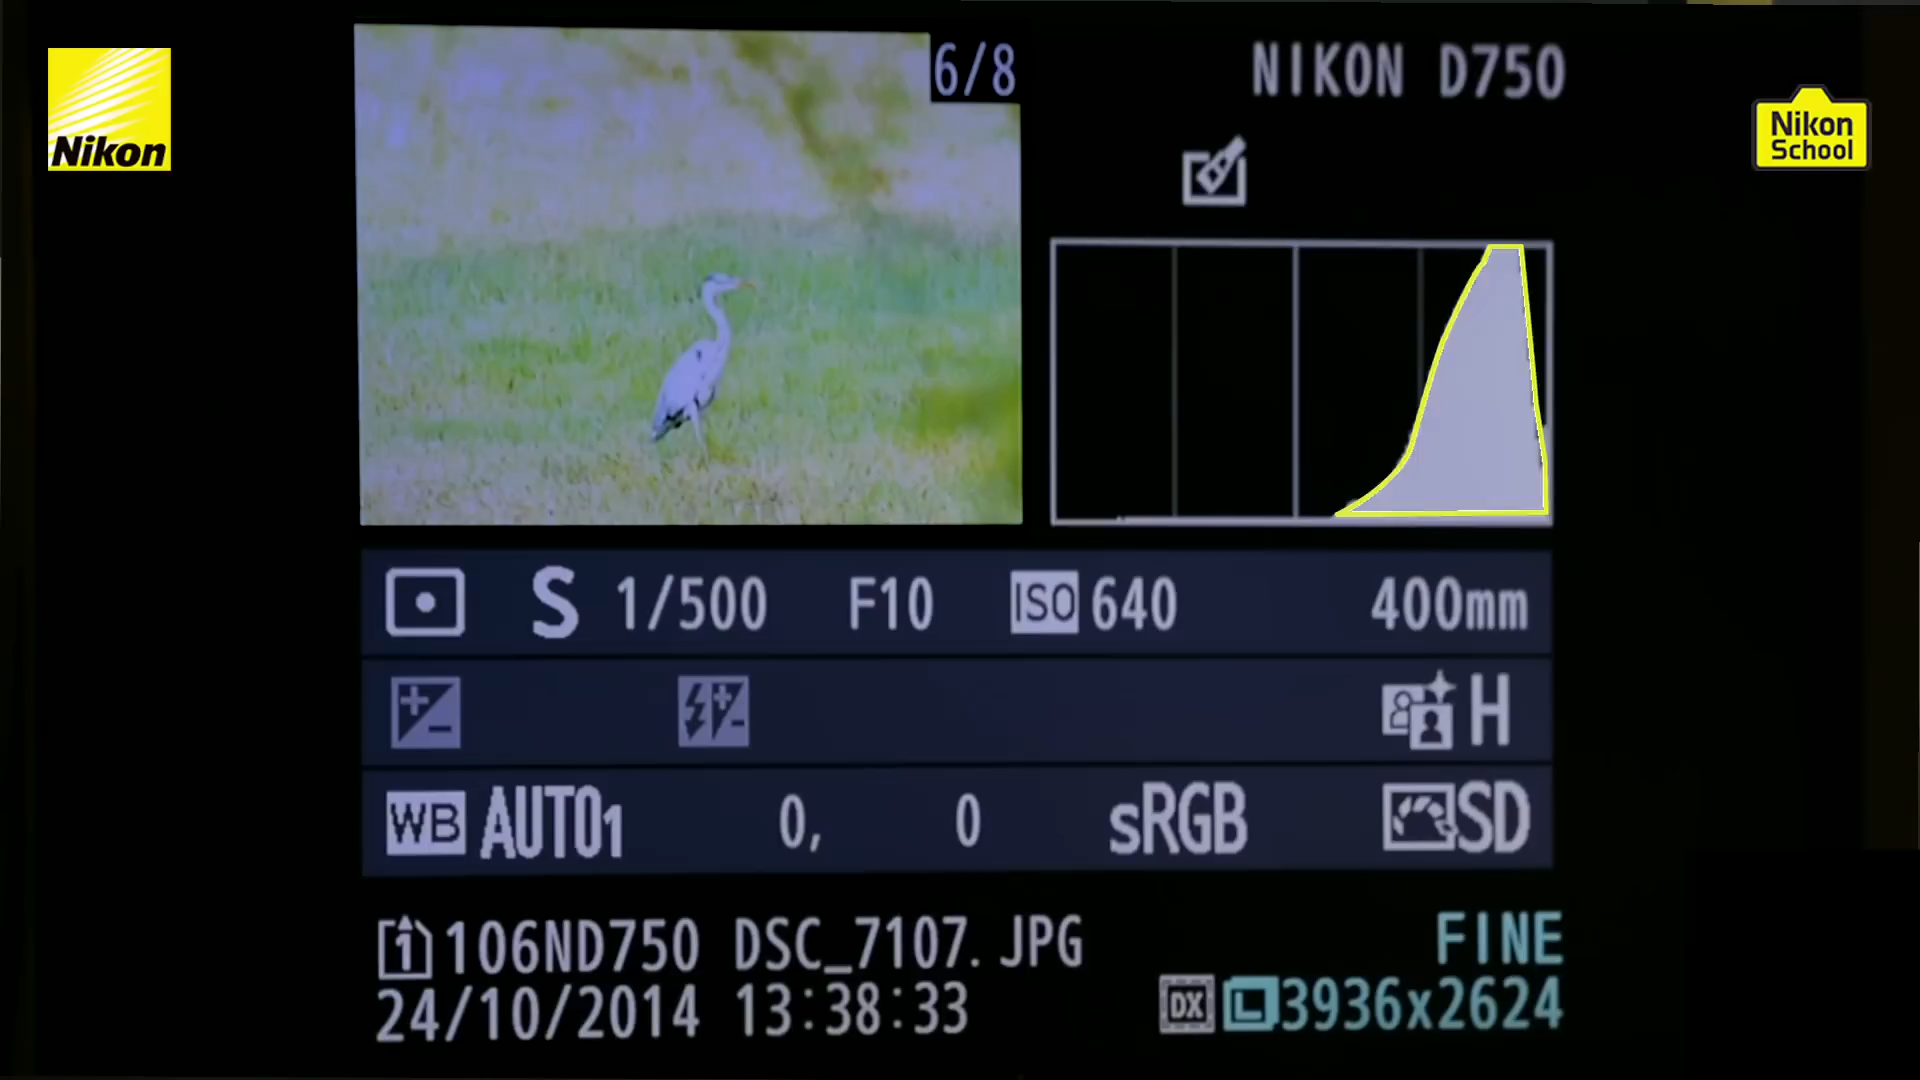 Nikon
6/8
NIKON D750
Nikon
School
S 1/500 F10 ISO 640 400mm
H
WB AUTO1 0, 0 sRGB SD
1 106ND750 DSC_7107.JPG FINE
24/10/2014 13:38:33 DX L 3936x2624